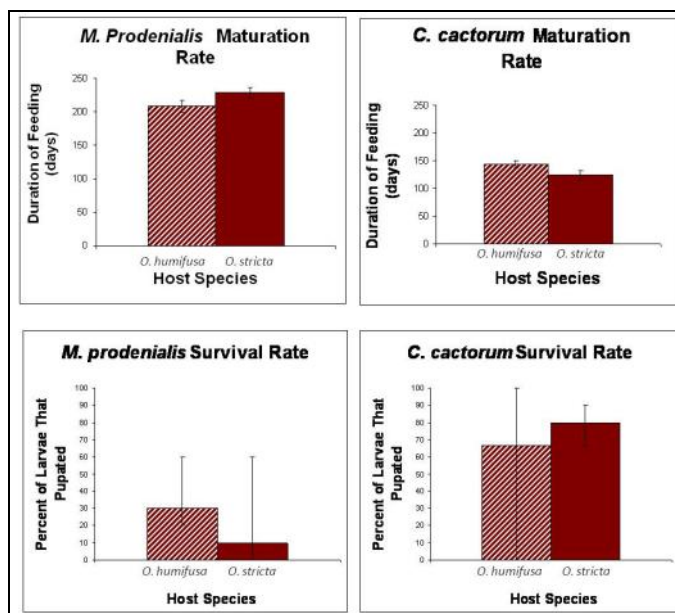 M. Prodenialis Maturation
Rate
Duration of Feeding
(days)
250
200
150
100
50
0
O. humifusa O. stricta
Host Species
C. cactorum Maturation
Rate
Duration of Feeding
(days)
250
200
150
100
50
0
O. humifusa O. stricta
Host Species
M. prodenialis Survival Rate
Percent of Larvae That
Pupated
100
90
80
70
60
50
40
30
20
10
0
O. humifusa O. stricta
Host Species
C. cactorum Survival Rate
Percent of Larvae That
Pupated
100
90
80
70
60
50
40
30
20
10
0
O. humifusa O. stricta
Host Species